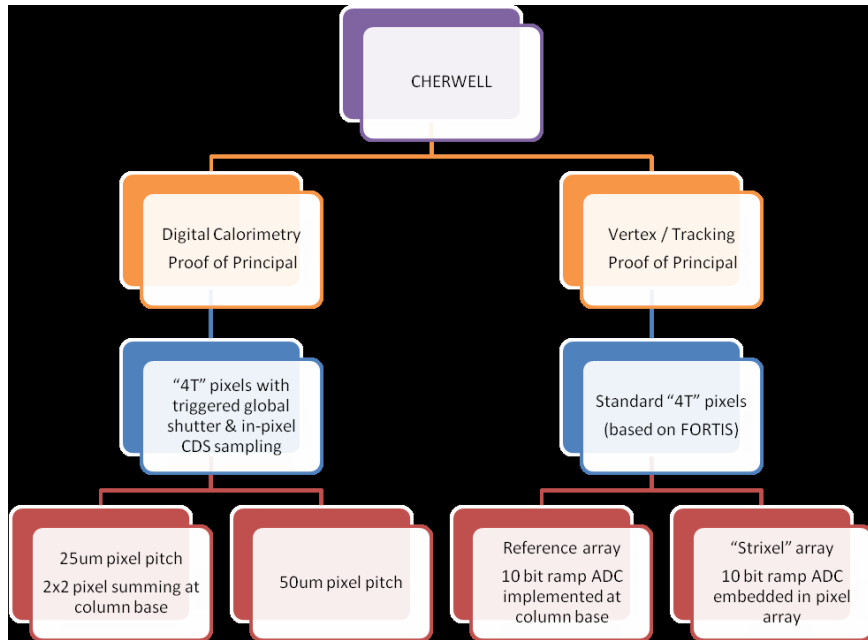 CHERWELL
Digital Calorimetry
Proof of Principal
Vertex / Tracking
Proof of Principal
“4T” pixels with
triggered global
shutter & in-pixel
CDS sampling
Standard “4T” pixels
(based on FORTIS)
25um pixel pitch
2x2 pixel summing at
column base
50um pixel pitch
Reference array
10 bit ramp ADC
implemented at
column base
“Strixel” array
10 bit ramp ADC
embedded in pixel
array